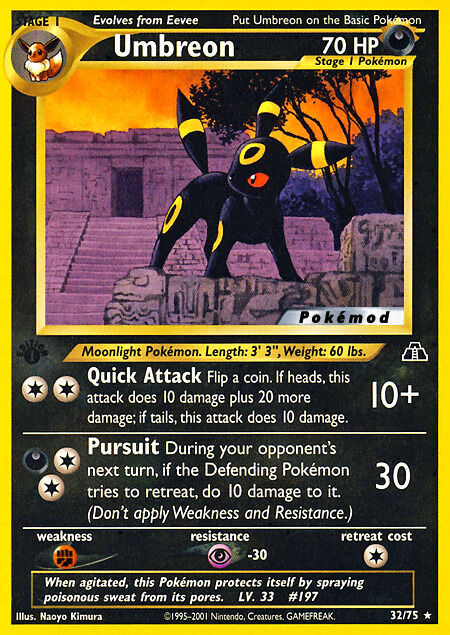 STAGE 1 Evolves from Eevee Put Umbreon on the Basic Pokémon
Umbreon 70 HP
Stage 1 Pokémon
Pokémod
EDITION
1
Moonlight Pokémon. Length: 3' 3", Weight: 60 lbs.
Quick Attack Flip a coin. If heads, this
attack does 10 damage plus 20 more
damage; if tails, this attack does 10 damage.
10+
Pursuit During your opponent's
next turn, if the Defending Pokémon
tries to retreat, do 10 damage to it.
(Don't apply Weakness and Resistance.)
30
weakness resistance retreat cost
-30
When agitated, this Pokémon protects itself by spraying
poisonous sweat from its pores. LV. 33 #197
Illus. Naoyo Kimura ©1995-2001 Nintendo, Creatures, GAMEFREAK. 32/75 ★